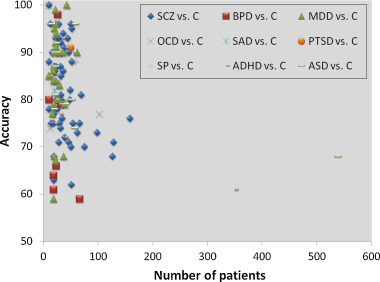 100
90
80
70
60
50
Accuracy
SCZ vs. C
BPD vs. C
MDD vs. C
OCD vs. C
SAD vs. C
PTSD vs. C
SP vs. C
ADHD vs. C
ASD vs. C
0
100
200
300
400
500
600
Number of patients